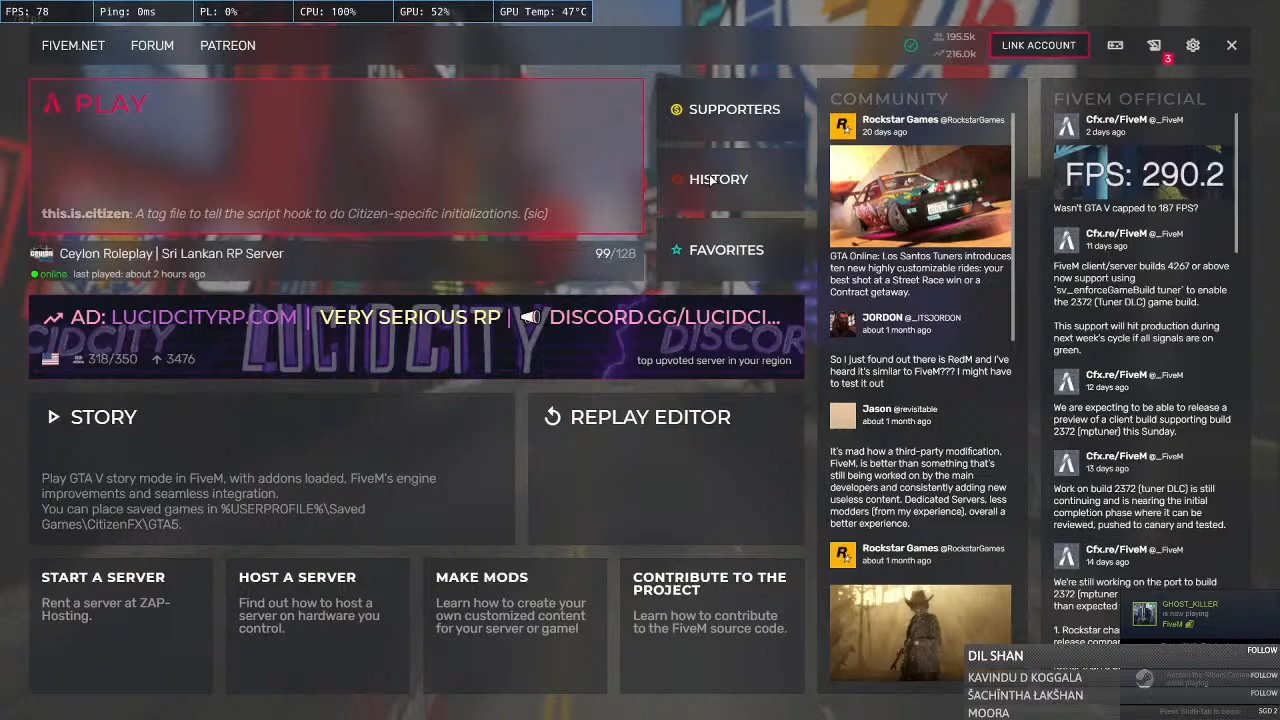 FPS: 78
Ping: 0ms
PL: 0%
CPU: 100%
GPU: 52%
GPU Temp: 47°C
FIVEM.NET
FORUM
PATREON
195.5k
216.0k
LINK ACCOUNT
3
PLAY
this.is.citizen: A tag file to tell the script hook to do Citizen-specific initializations. [sic]
Ceylon Roleplay | Sri Lankan RP Server
99/128
online last played: about 2 hours ago
SUPPORTERS
HISTORY
FAVORITES
AD: LUCIDCITYRP.COM | VERY SERIOUS RP | DISCORD.GG/LUCIDCI...
LUCIDCITY
318/350
3476
top upvoted server in your region
STORY
Play GTA V story mode in FiveM, with addons loaded, FiveM's engine
improvements and seamless integration.
You can place saved games in %USERPROFILE%\Saved
Games\CitizenFX\GTA5.
REPLAY EDITOR
START A SERVER
Rent a server at ZAP-
Hosting.
HOST A SERVER
Find out how to host a
server on hardware you
control.
MAKE MODS
Learn how to create your
own customized content
for your server or game!
CONTRIBUTE TO THE
PROJECT
Learn how to contribute
to the FiveM source code.
COMMUNITY
Rockstar Games @RockstarGames
20 days ago
GTA Online: Los Santos Tuners introduces
ten new highly customizable rides: your
best shot at a Street Race win or a
Contract getaway.
JORDON @_ITSJORDON
about 1 month ago
So I just found out there is RedM and I've
heard it's similar to FiveM??? I might have
to test it out
Jason @revisitable
about 1 month ago
It's mad how a third-party modification,
FiveM, is better than something that's
still being worked on by the main
developers and consistently adding new
useless content. Dedicated Servers, less
modders (from my experience), overall a
better experience.
Rockstar Games @RockstarGames
about 1 month ago
FIVEM OFFICIAL
Cfx.re/FiveM @_FiveM
2 days ago
FPS: 290.2
Wasn't GTA V capped to 187 FPS?
Cfx.re/FiveM @_FiveM
11 days ago
FiveM client/server builds 4267 or above
now support using
`sv_enforceGameBuild tuner` to enable
the 2372 (Tuner DLC) game build.
This support will hit production during
next week's cycle if all signals are on
green.
Cfx.re/FiveM @_FiveM
12 days ago
We are expecting to be able to release a
preview of a client build supporting build
2372 (mptuner) this Sunday.
Cfx.re/FiveM @_FiveM
13 days ago
Work on build 2372 (tuner DLC) is still
continuing and is nearing the initial
completion phase where it can be
reviewed, pushed to canary and tested.
Cfx.re/FiveM @_FiveM
14 days ago
We're still working on the port to build
2372 (mptuner
than expected
1. Rockstar cha
release compa
GHOST_KILLER
is now playing
FiveM
DIL SHAN
FOLLOW
KAVINDU D KOGGALA
FOLLOW
ŠACHĪNTHA ŁAKŠHAN
FOLLOW
MOORA
SGD 2